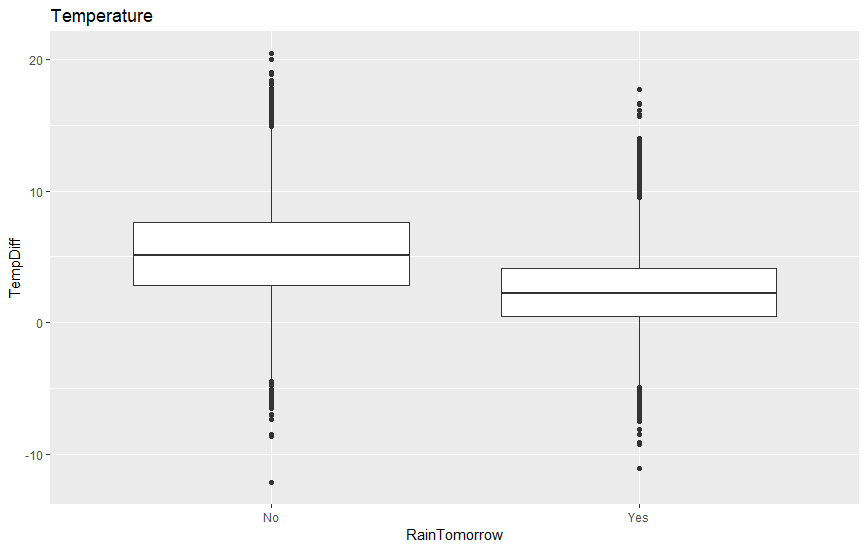 Temperature
20
10
0
-10
TempDiff
No Yes
RainTomorrow